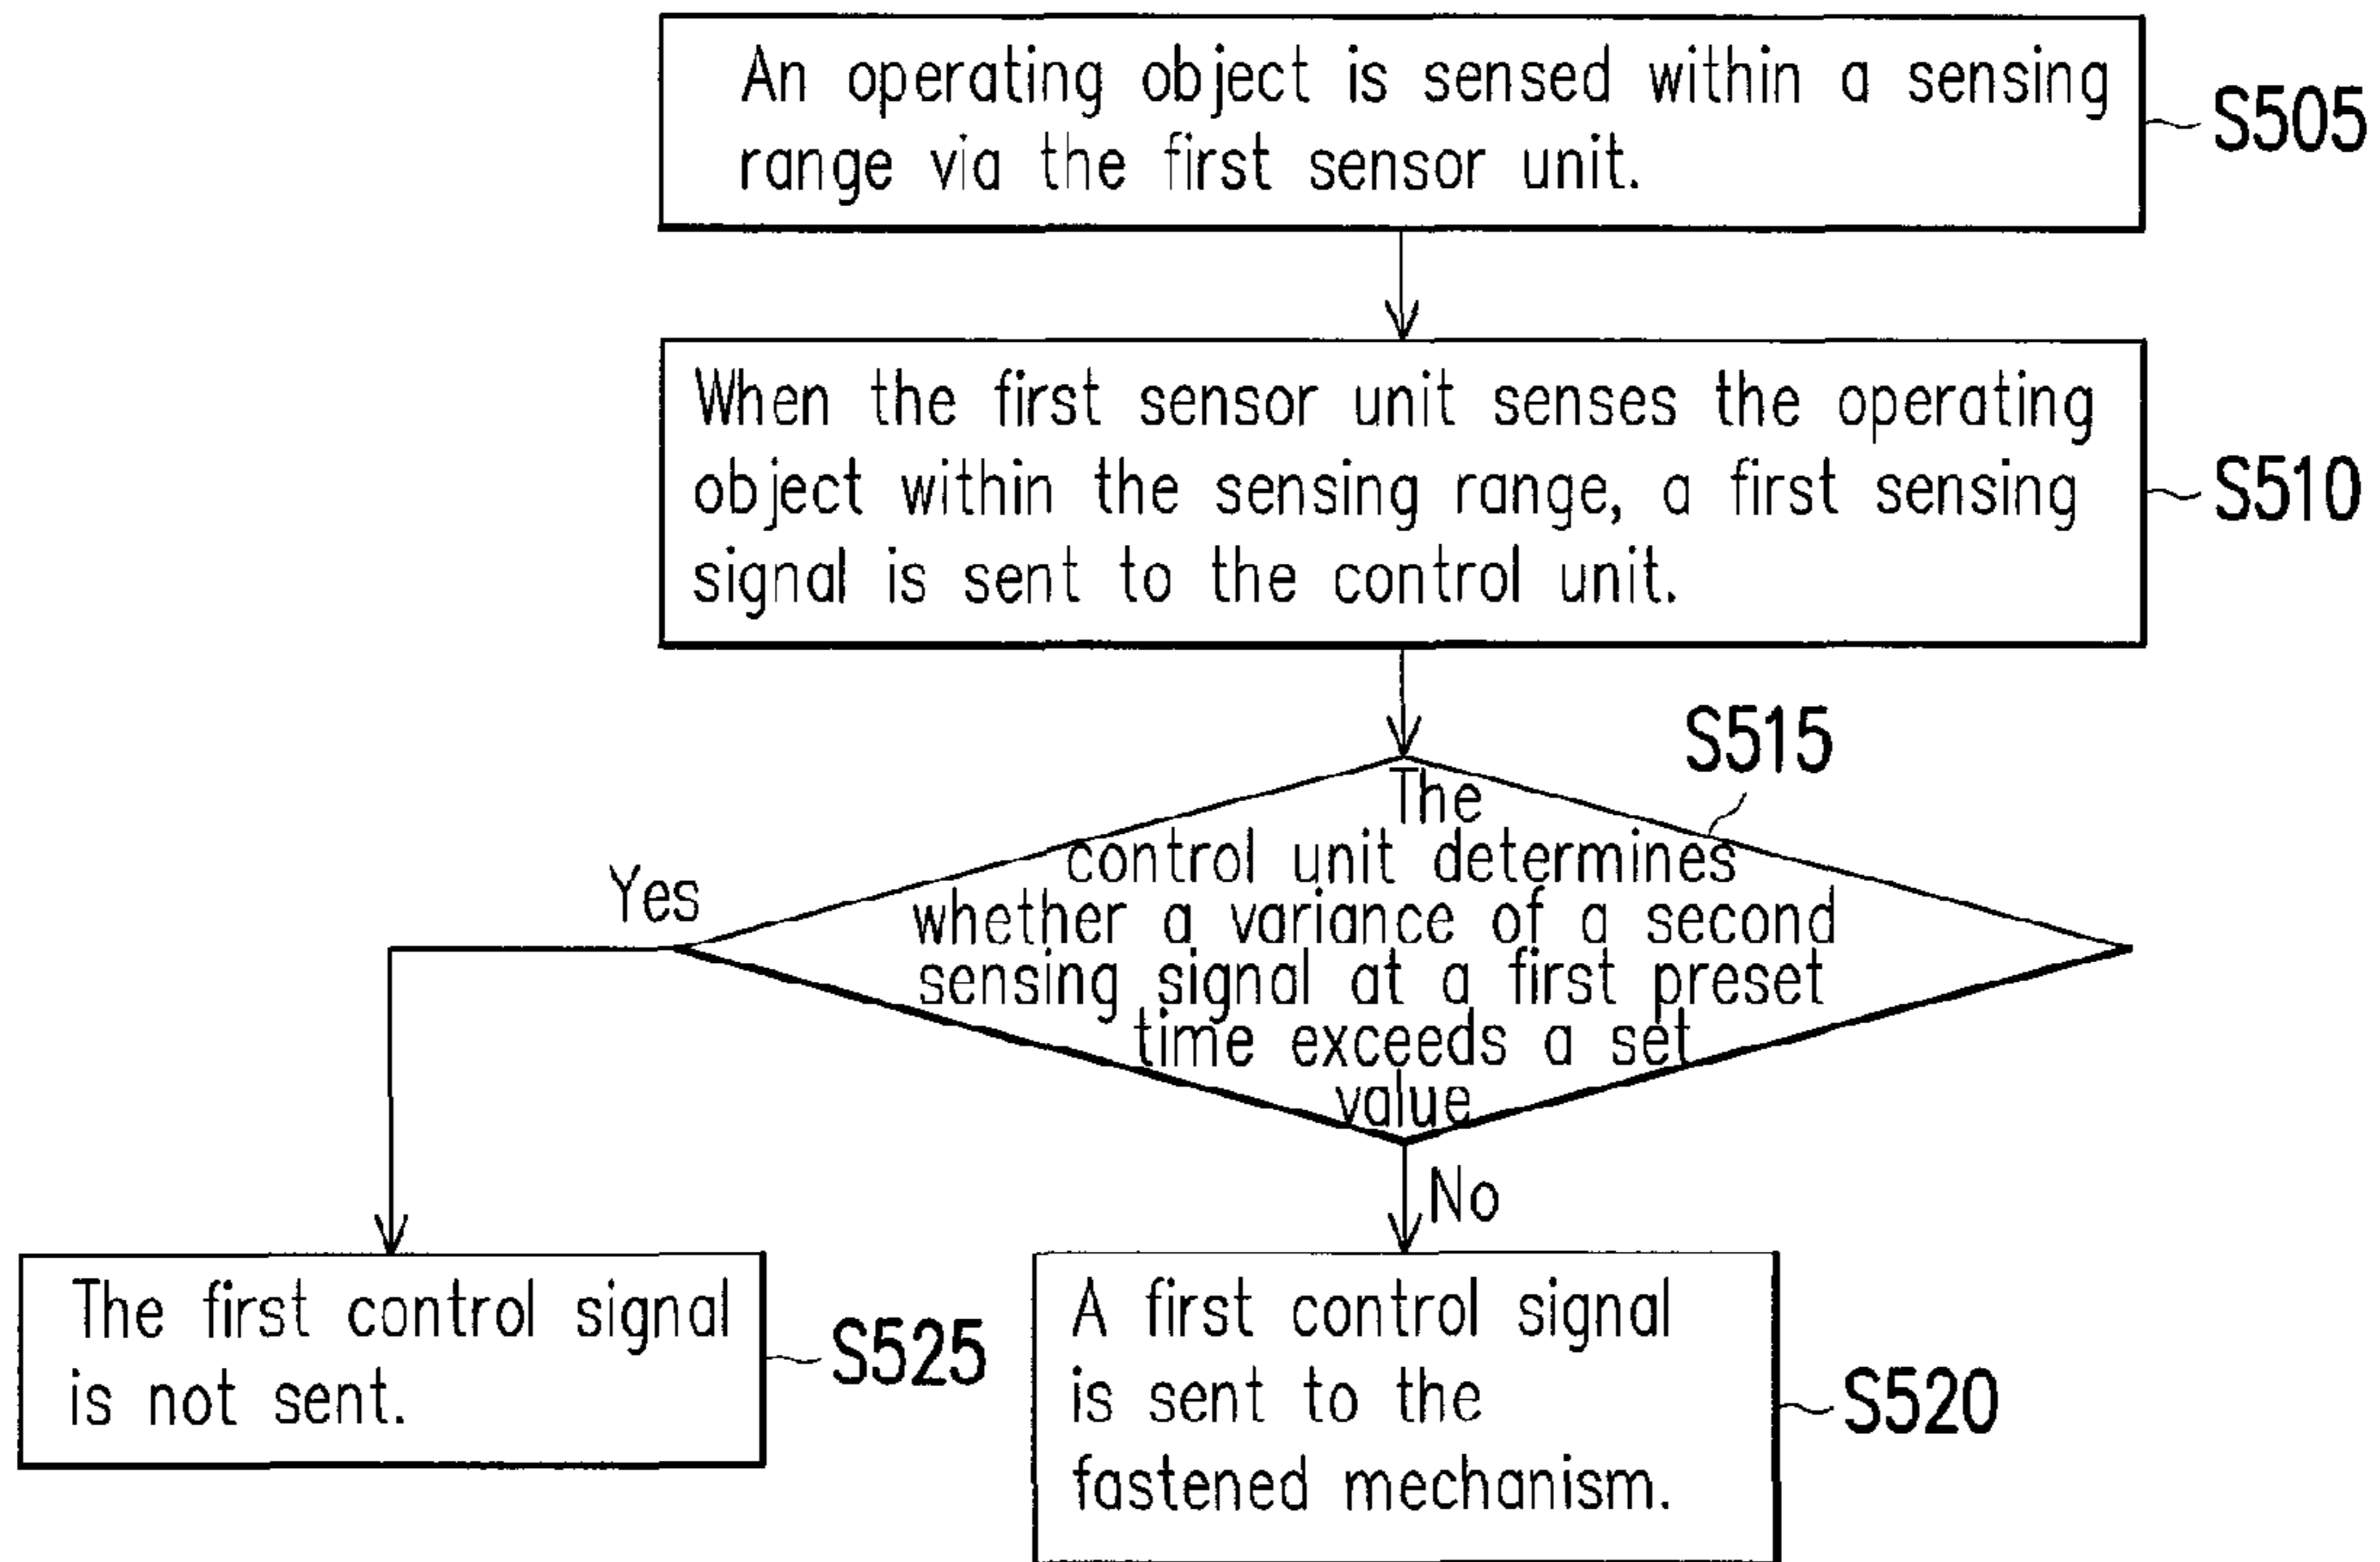 An operating object is sensed within a sensing
range via the first sensor unit.
S505
When the first sensor unit senses the operating
object within the sensing range, a first sensing
signal is sent to the control unit.
S510
S515
The
control unit determines
whether a variance of a second
sensing signal at a first preset
time exceeds a set
value
Yes
No
The first control signal
is not sent.
S525
A first control signal
is sent to the
fastened mechanism.
S520